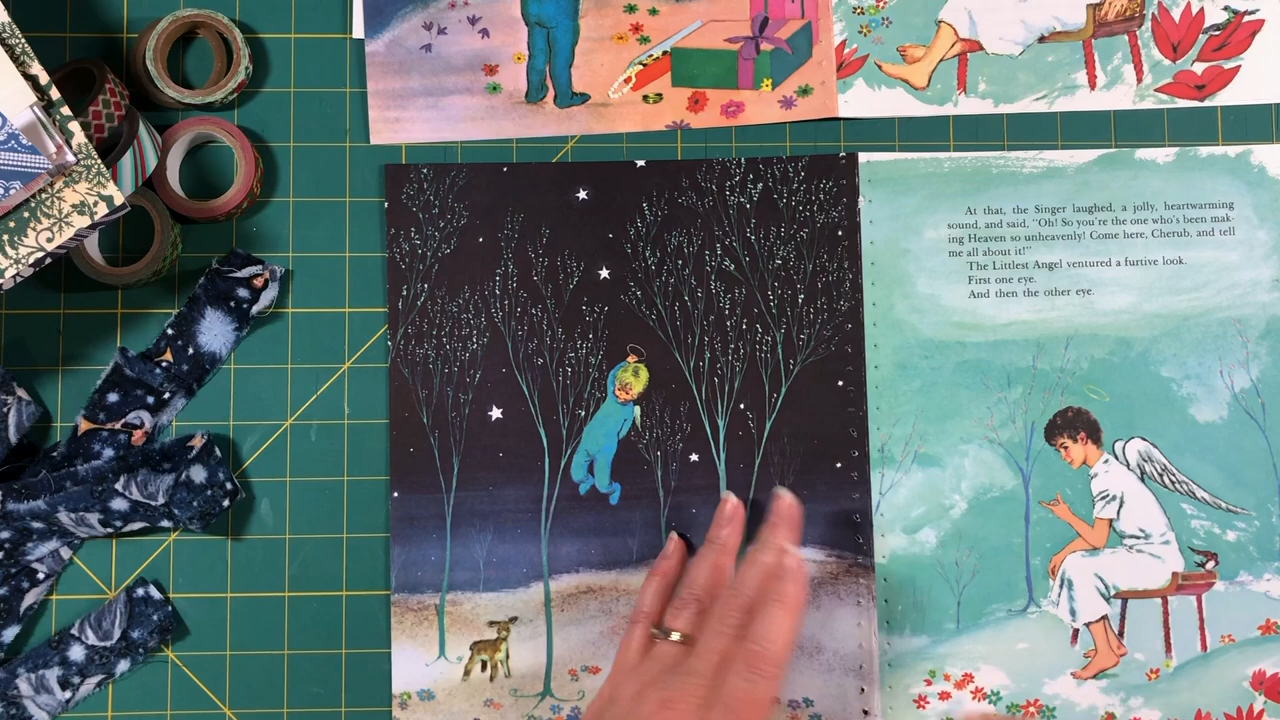 At that, the Singer laughed, a jolly, heartwarming
sound, and said, "Oh! So you're the one who's been mak-
ing Heaven so unheavenly! Come here, Cherub, and tell
me all about it!"
The Littlest Angel ventured a furtive look.
First one eye.
And then the other eye.